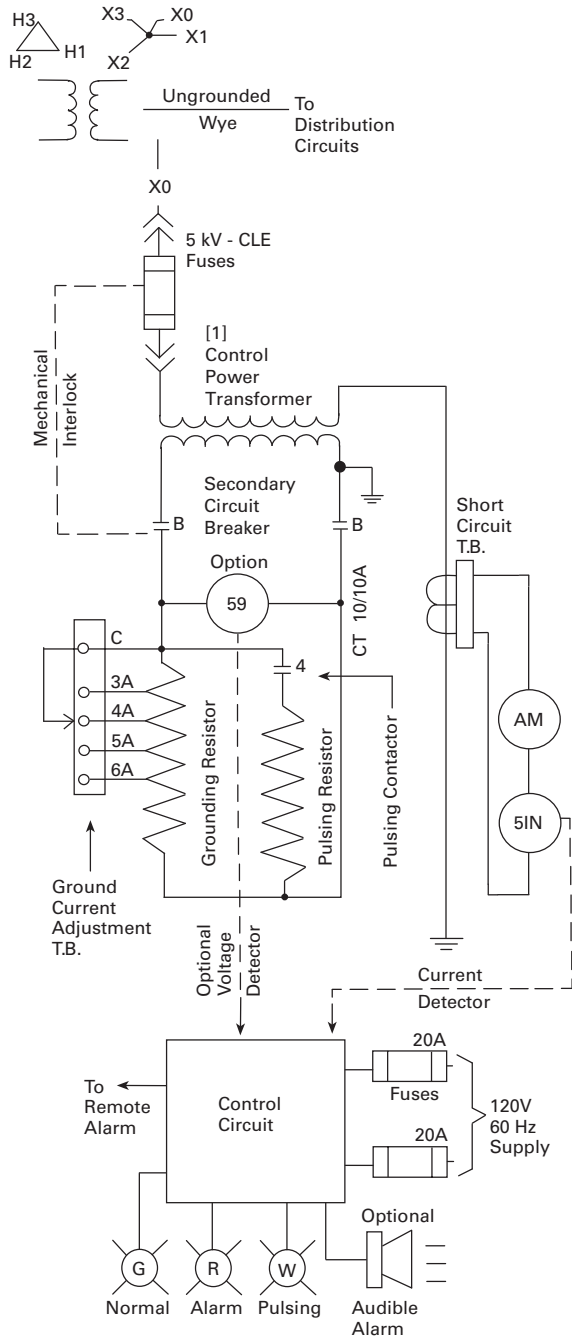 H3
H2
H1
X3
X0
X1
X2
Ungrounded
Wye
To
Distribution
Circuits
X0
5 kV - CLE
Fuses
Mechanical
Interlock
[1]
Control
Power
Transformer
Secondary
Circuit
Breaker
B
B
Short
Circuit
T.B.
Option
59
CT 10/10A
C
3A
4A
5A
6A
4
Grounding Resistor
Pulsing Resistor
Pulsing Contactor
AM
5IN
Ground
Current
Adjustment
T.B.
Optional
Voltage
Detector
Current
Detector
To
Remote
Alarm
Control
Circuit
20A
Fuses
20A
120V
60 Hz
Supply
G
Normal
R
Alarm
W
Pulsing
Optional
Audible
Alarm